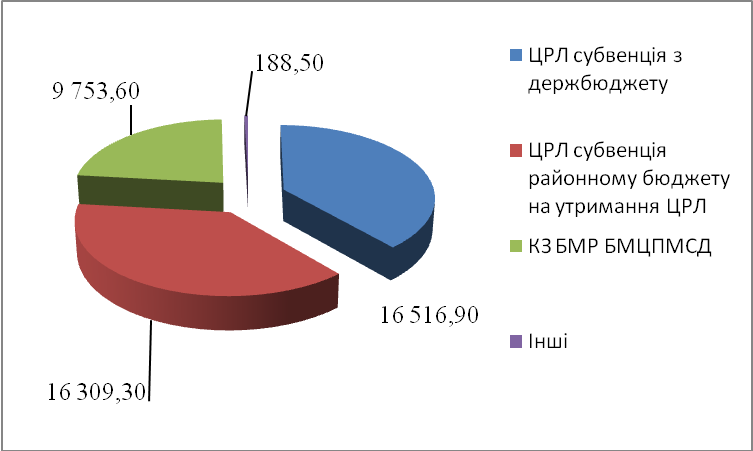 188,50
9 753,60
16 516,90
16 309,30
ЦРЛ субвенція з
держбюджету
ЦРЛ субвенція
районному бюджету
на утримання ЦРЛ
КЗ БМР БМЦПМСД
Інші